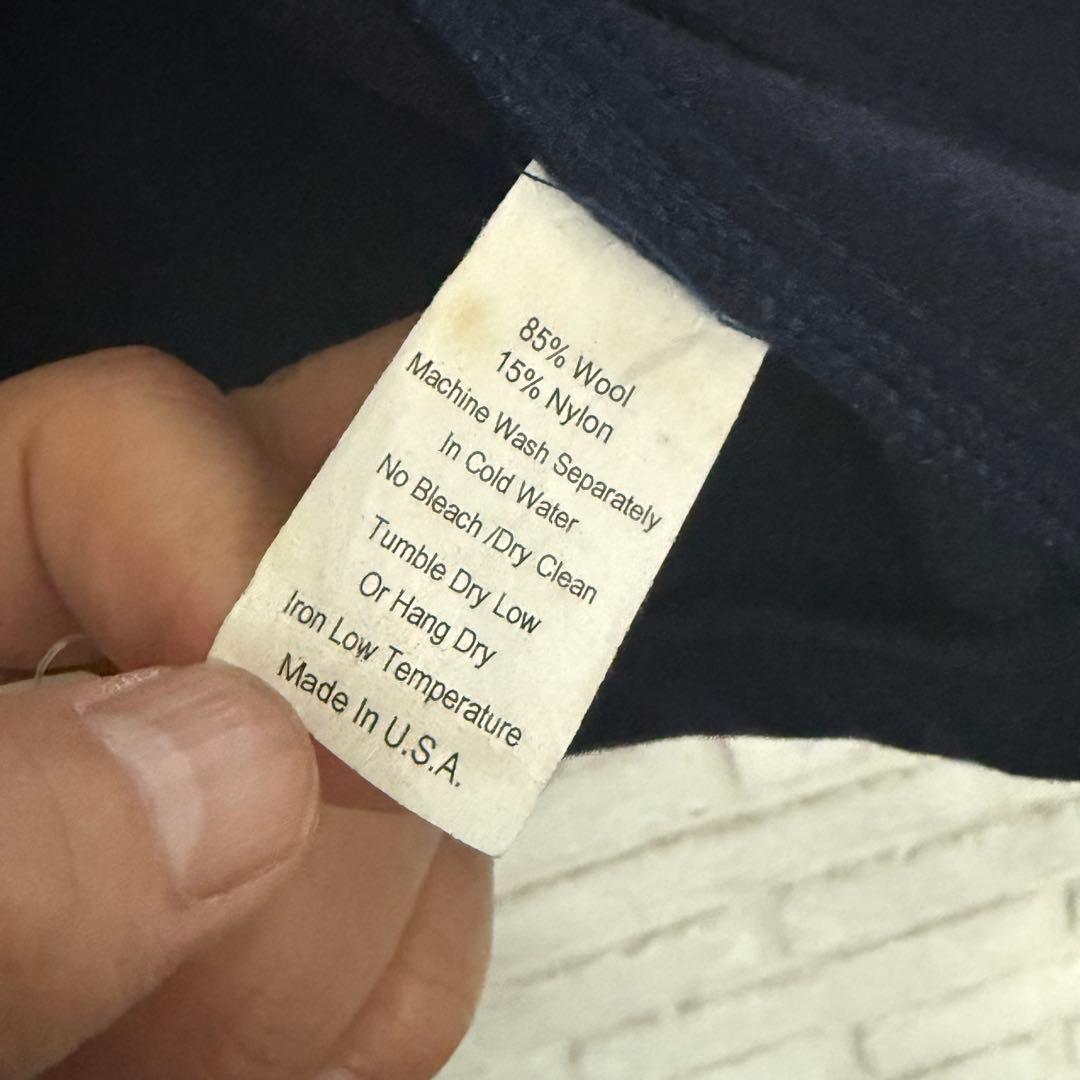 85% Wool
15% Nylon
Machine Wash Separately
In Cold Water
No Bleach /Dry Clean
Tumble Dry Low
Or Hang Dry
Iron Low Temperature
Made In U.S.A.